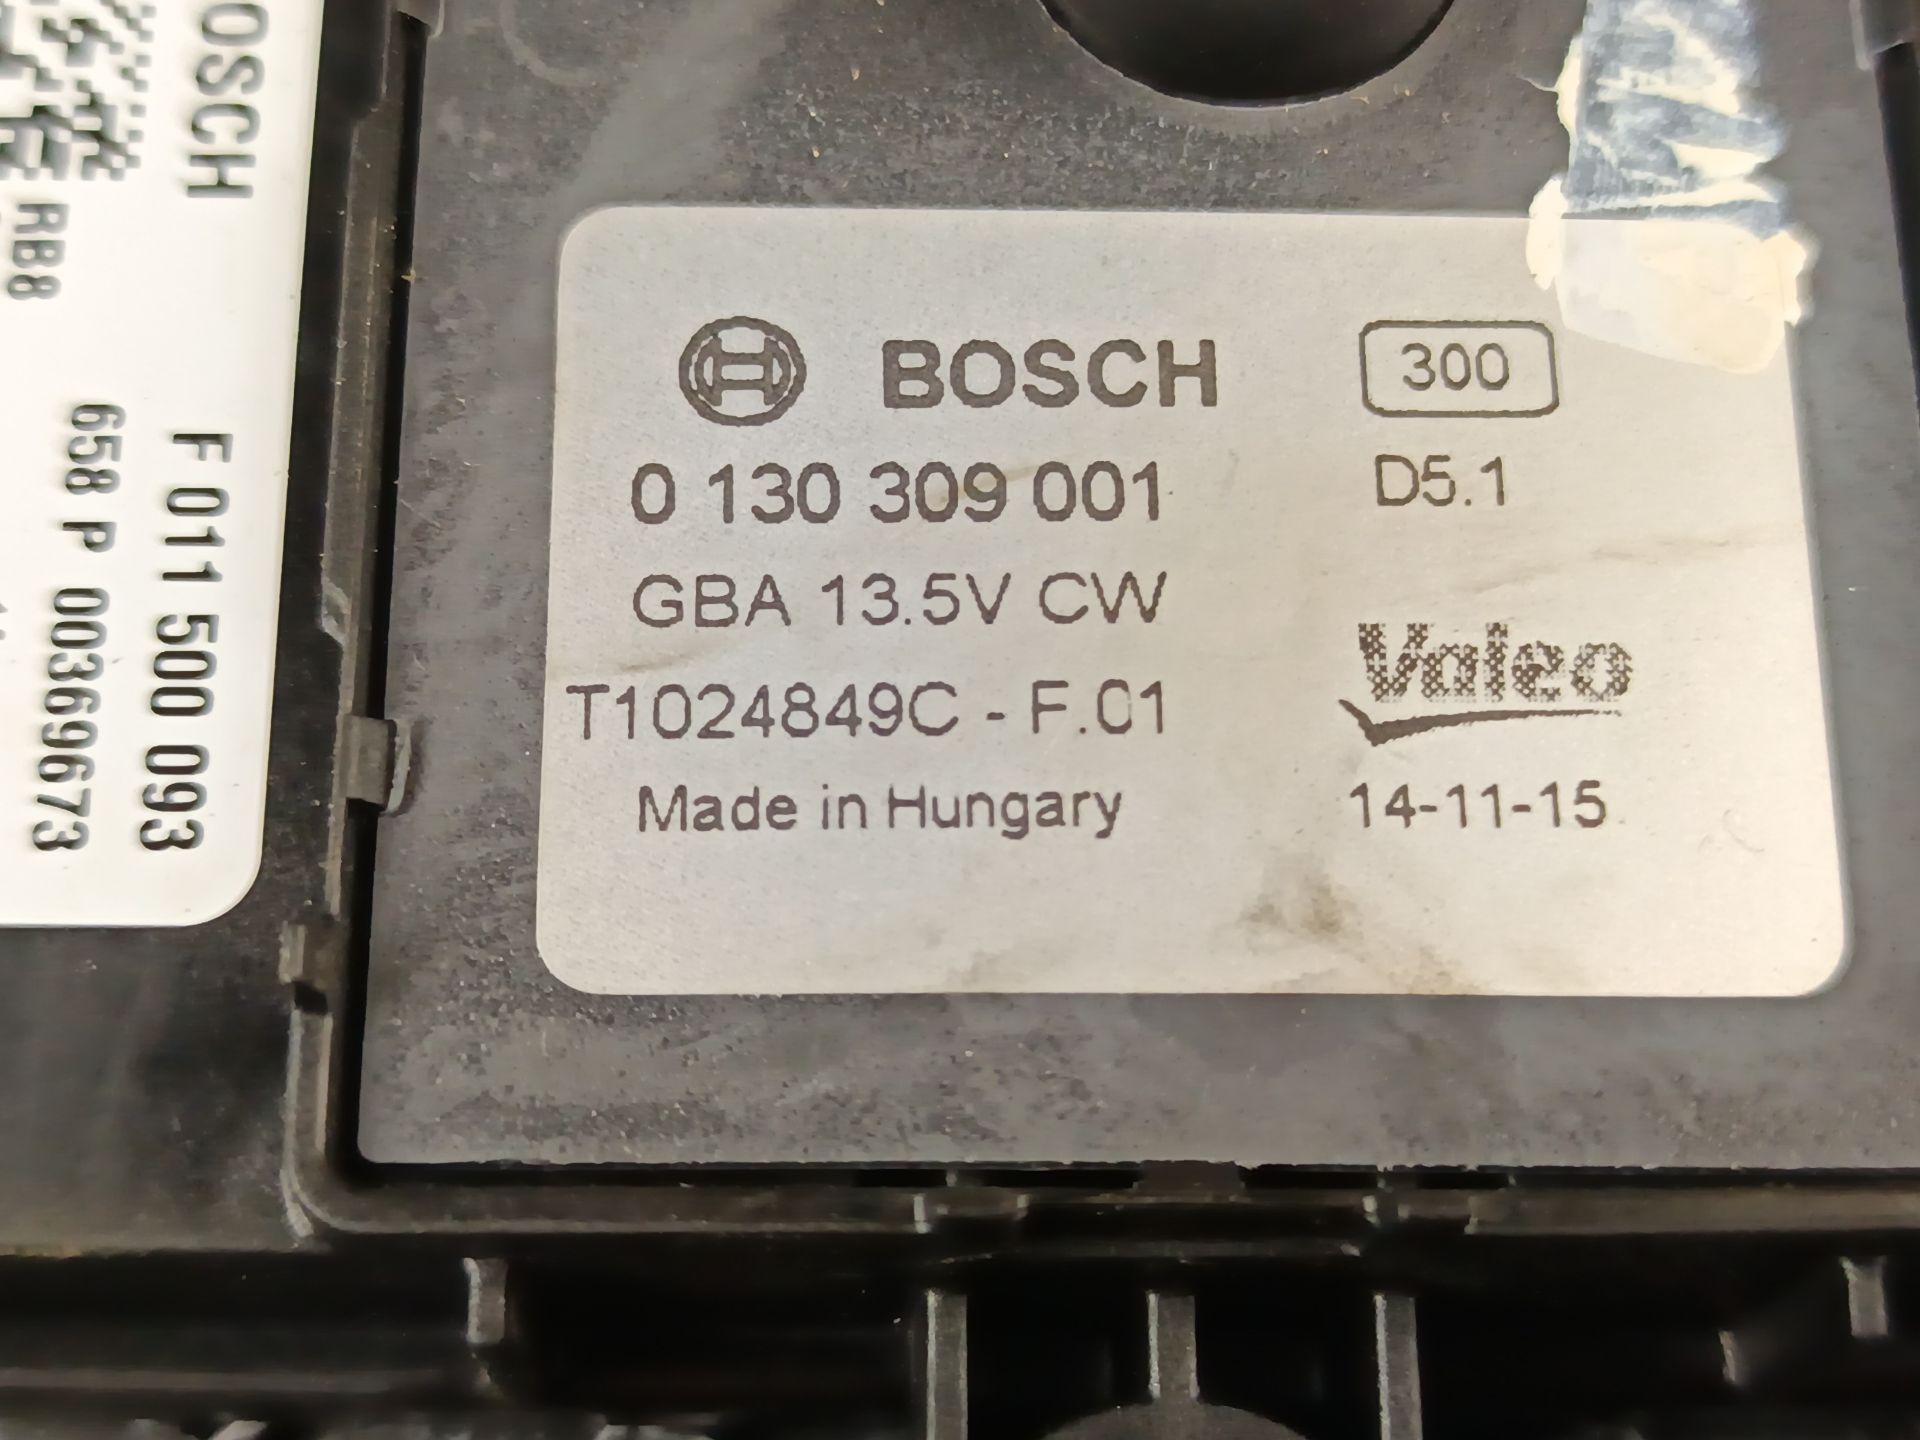 BOSCH
300
0 130 309 001
D5.1
GBA 13.5V CW
T1024849C - F.01
Valeo
Made in Hungary
14-11-15
OSCH
RB8
F 011 500 093
658 P 00369673